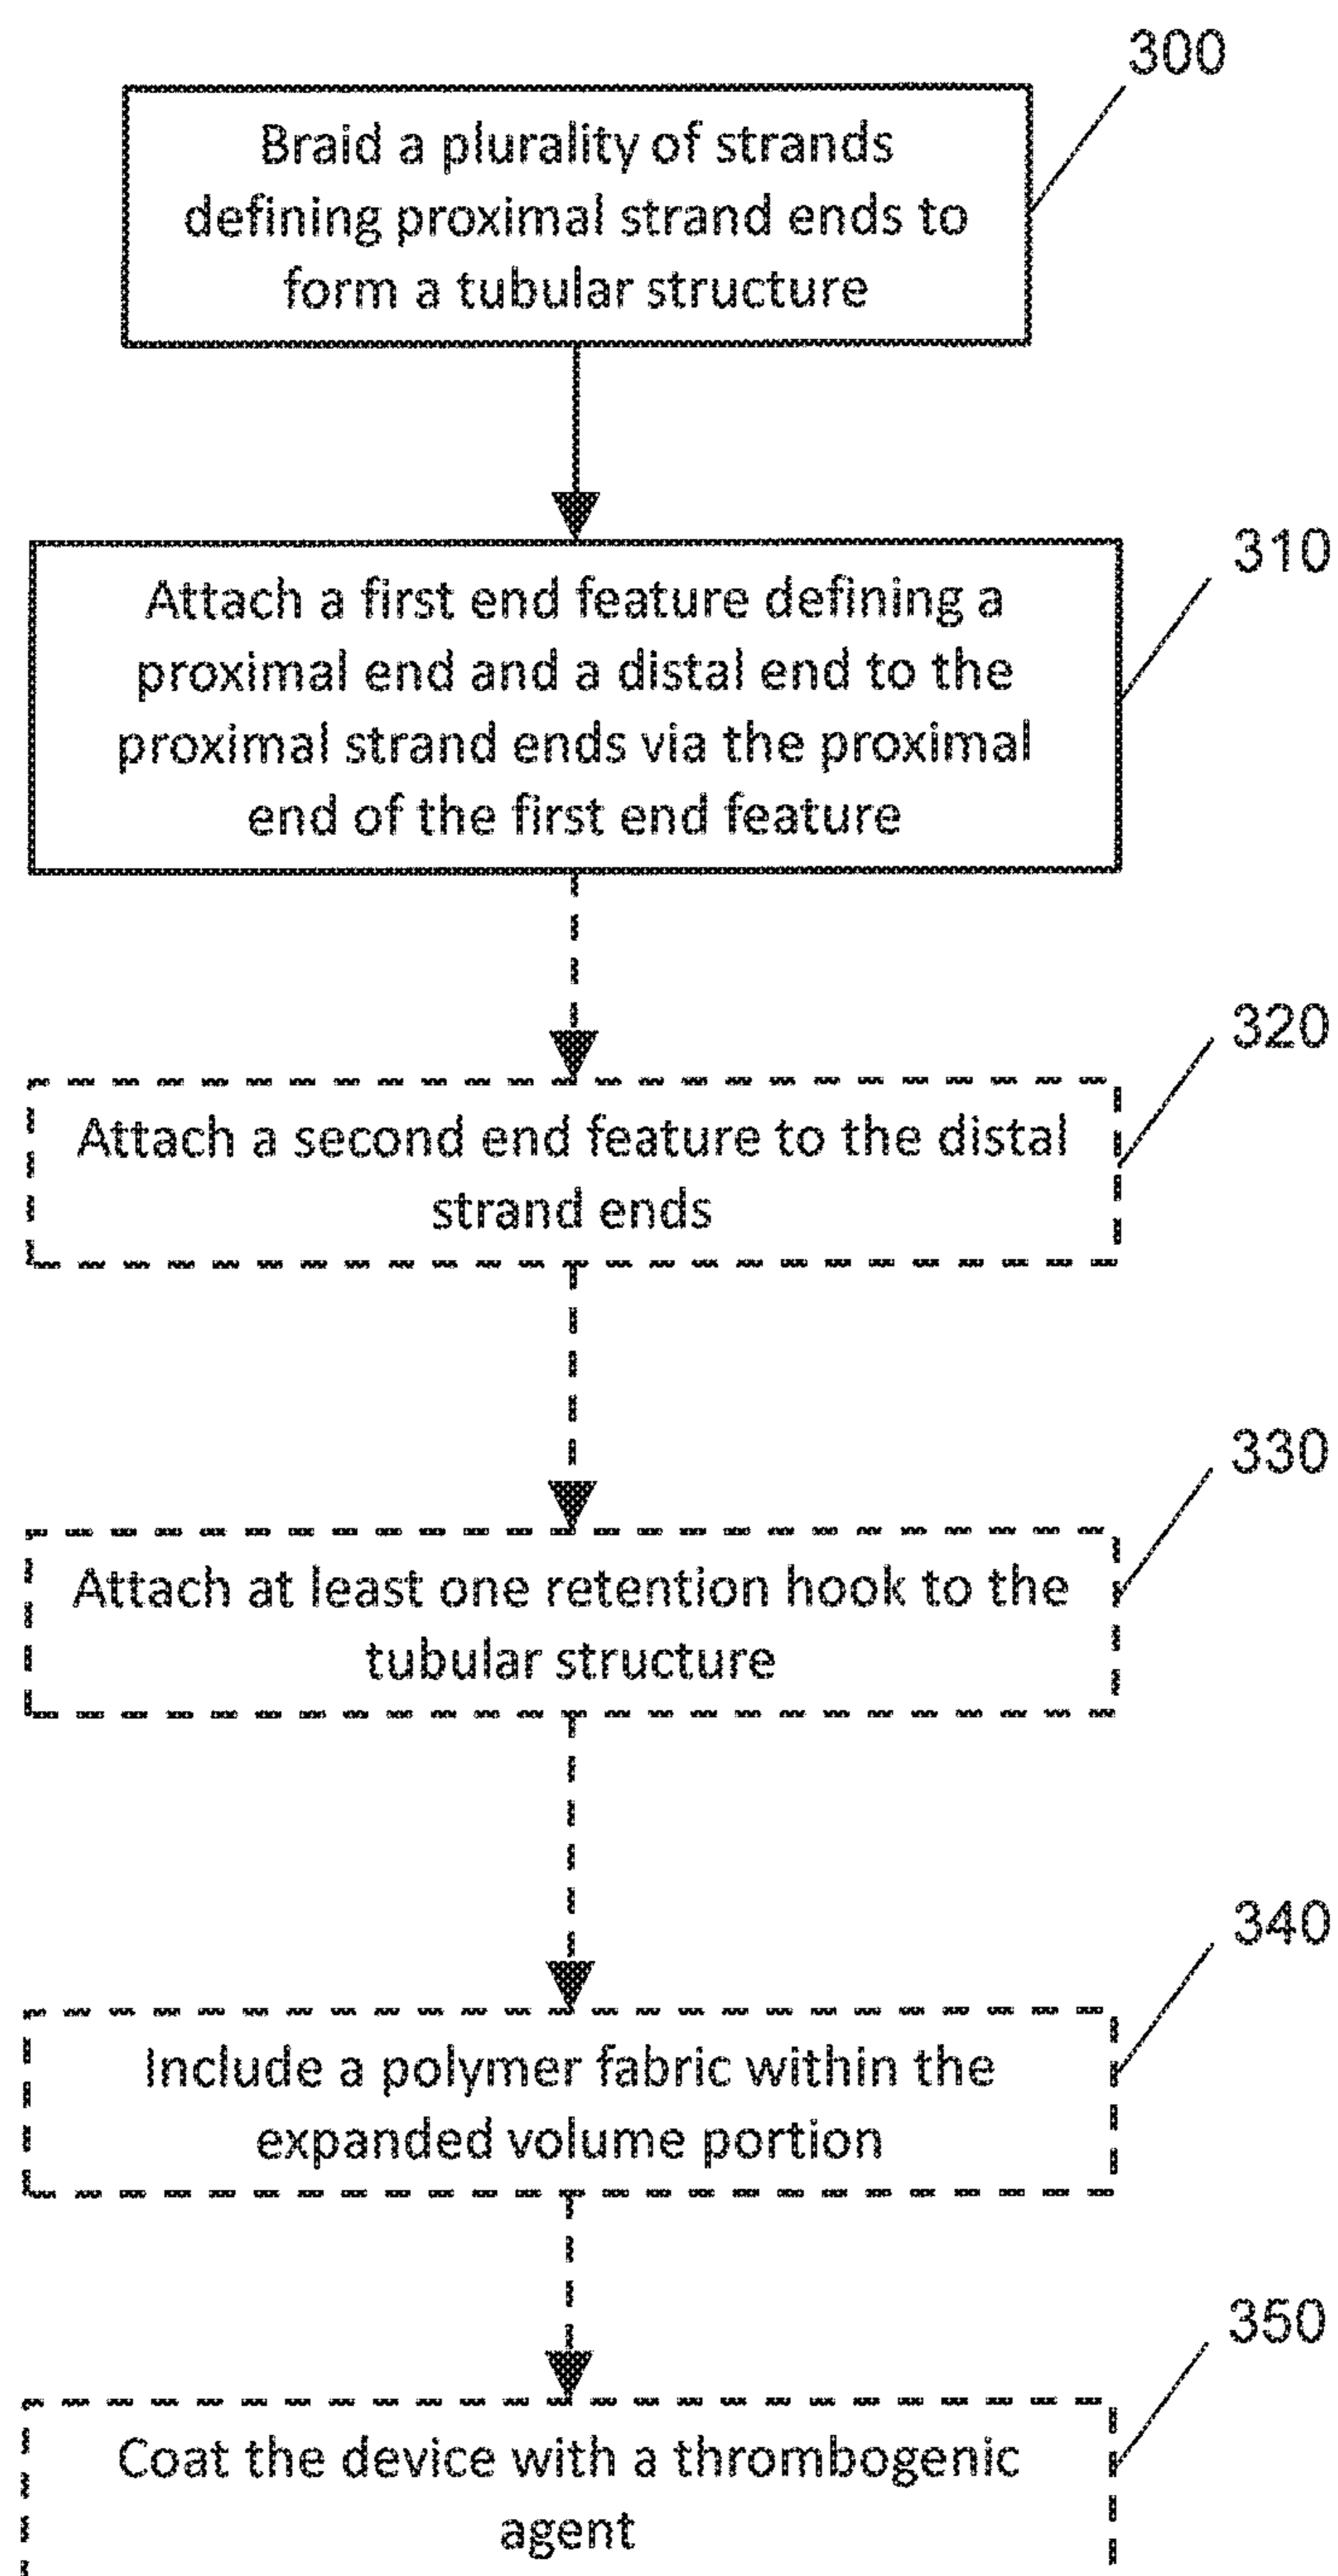 300
Braid a plurality of strands
defining proximal strand ends to
form a tubular structure
310
Attach a first end feature defining a
proximal end and a distal end to the
proximal strand ends via the proximal
end of the first end feature
320
Attach a second end feature to the distal
strand ends
330
Attach at least one retention hook to the
tubular structure
340
Include a polymer fabric within the
expanded volume portion
350
Coat the device with a thrombogenic
agent